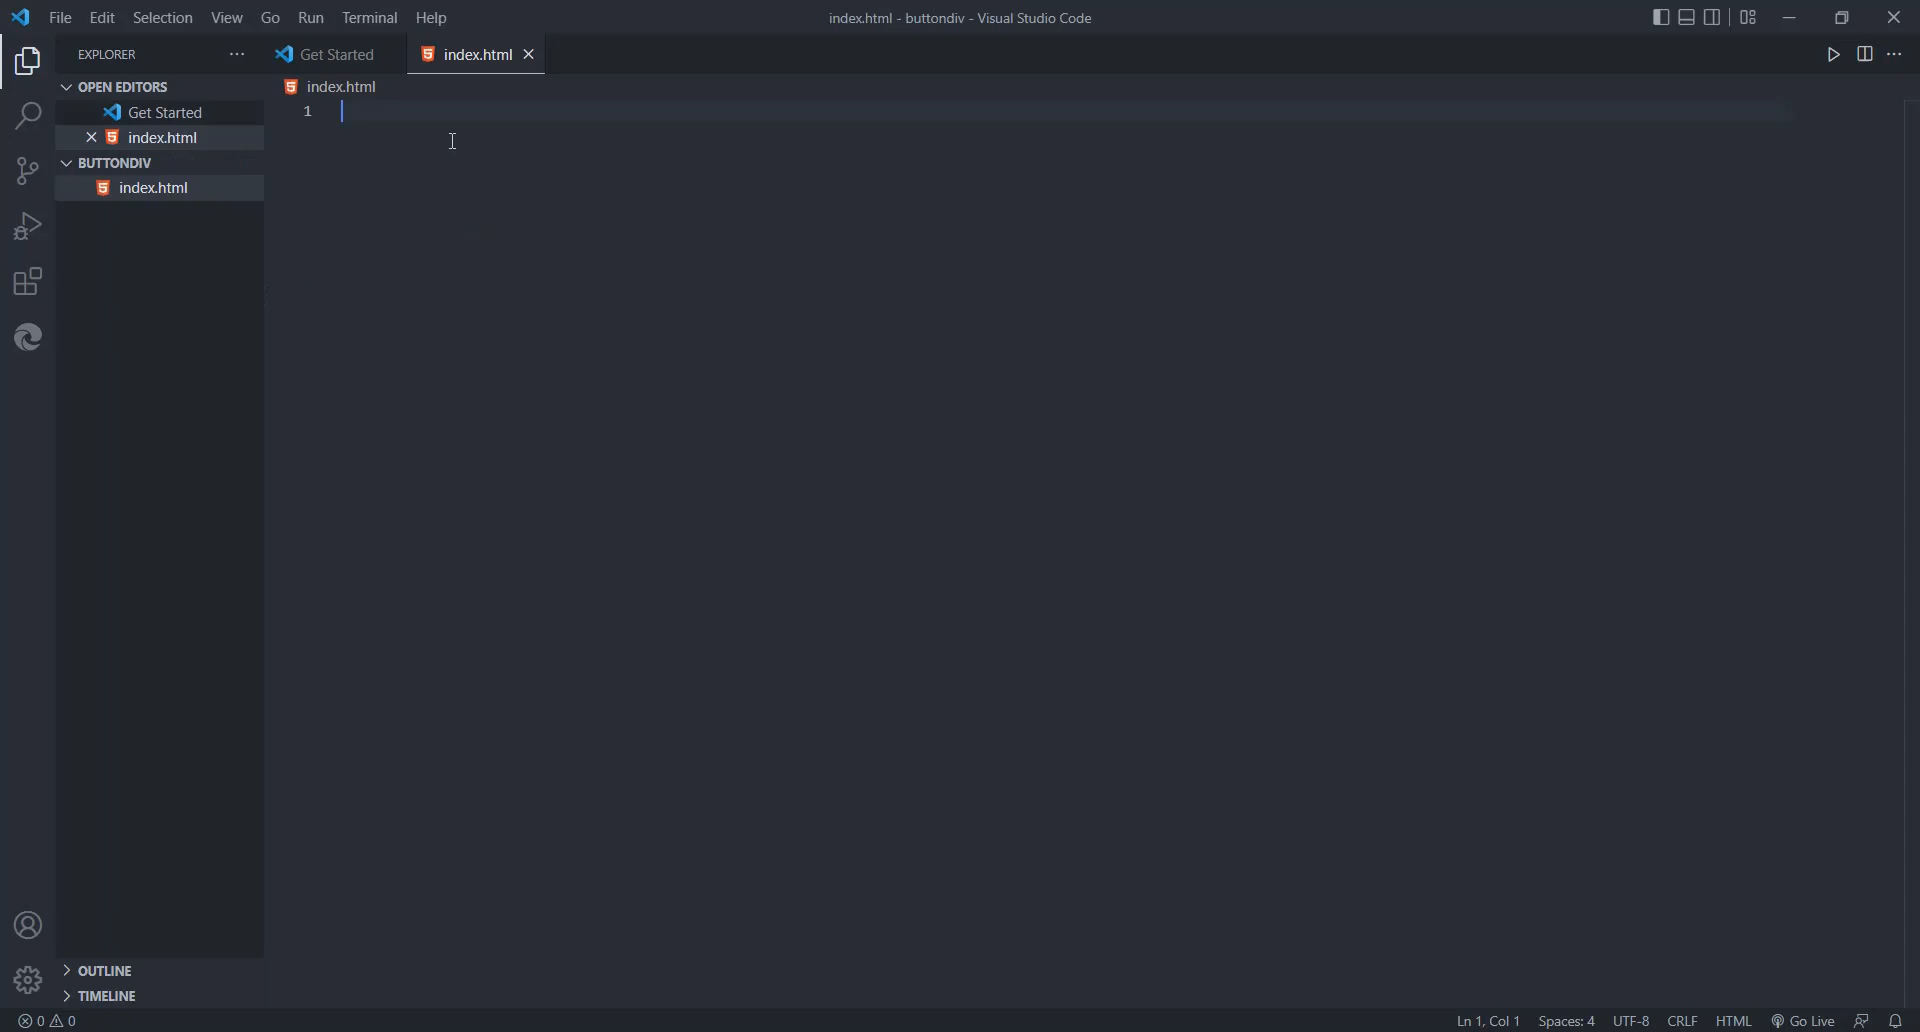 File Edit Selection View Go Run Terminal Help
index.html - buttondiv - Visual Studio Code
EXPLORER
Get Started
index.html
OPEN EDITORS
Get Started
index.html
BUTTONDIV
index.html
index.html
1
OUTLINE
TIMELINE
0 0
Ln 1, Col 1 Spaces: 4 UTF-8 CRLF HTML Go Live